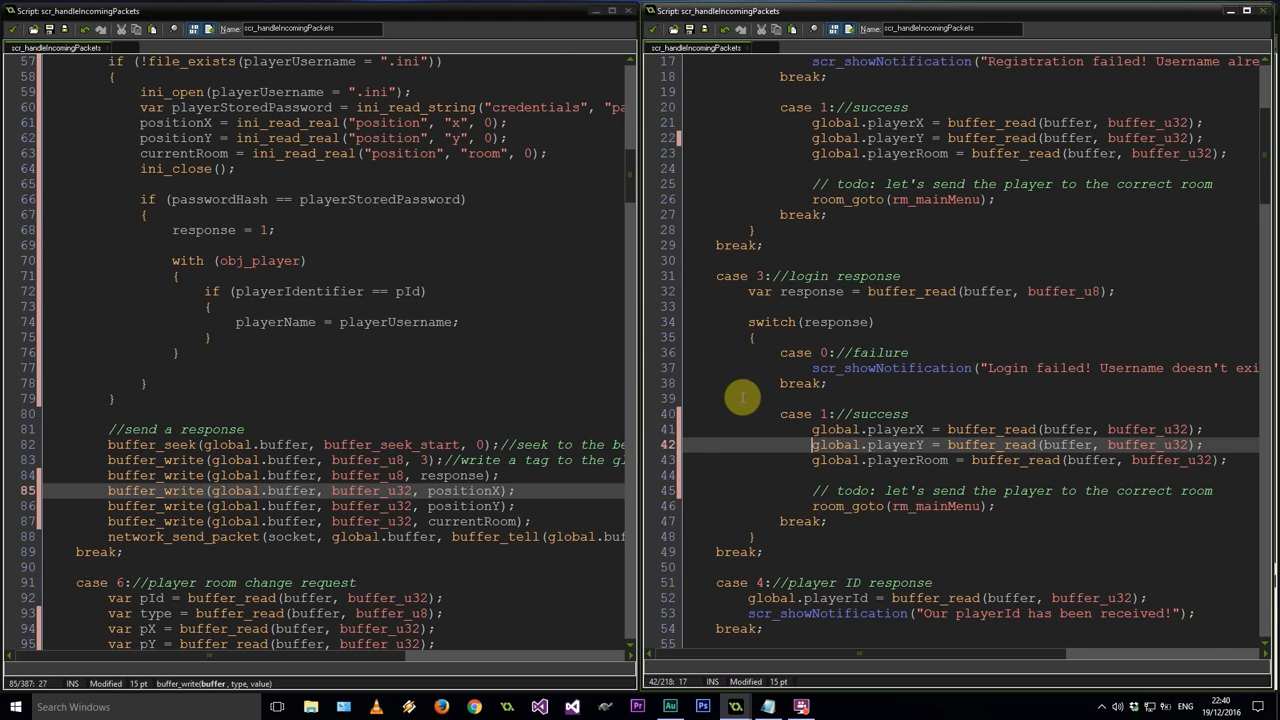 Script: scr_handleIncomingPackets
Name: scr_handleIncomingPackets
scr_handleIncomingPackets
57 if (!file_exists(playerUsername = ".ini"))
58 {
59 ini_open(playerUsername = ".ini");
60 var playerStoredPassword = ini_read_string("credentials", "pa
61 positionX = ini_read_real("position", "x", 0);
62 positionY = ini_read_real("position", "y", 0);
63 currentRoom = ini_read_real("position", "room", 0);
64 ini_close();
65
66 if (passwordHash == playerStoredPassword)
67 {
68 response = 1;
69
70 with (obj_player)
71 {
72 if (playerIdentifier == pId)
73 {
74 playerName = playerUsername;
75 }
76 }
77
78 }
79 }
80
81 //send a response
82 buffer_seek(global.buffer, buffer_seek_start, 0);//seek to the be
83 buffer_write(global.buffer, buffer_u8, 3);//write a tag to the gl
84 buffer_write(global.buffer, buffer_u8, response);
85 buffer_write(global.buffer, buffer_u32, positionX);
86 buffer_write(global.buffer, buffer_u32, positionY);
87 buffer_write(global.buffer, buffer_u32, currentRoom);
88 network_send_packet(socket, global.buffer, buffer_tell(global.buf
89 break;
90
91 case 6://player room change request
92 var pId = buffer_read(buffer, buffer_u32);
93 var type = buffer_read(buffer, buffer_u8);
94 var pX = buffer_read(buffer, buffer_u32);
95 var pY = buffer_read(buffer, buffer_u32);
85/387: 27 INS Modified 15 pt buffer_write(buffer, type, value)
Script: scr_handleIncomingPackets
Name: scr_handleIncomingPackets
scr_handleIncomingPackets
17 scr_showNotification("Registration failed! Username alre
18 break;
19
20 case 1://success
21 global.playerX = buffer_read(buffer, buffer_u32);
22 global.playerY = buffer_read(buffer, buffer_u32);
23 global.playerRoom = buffer_read(buffer, buffer_u32);
24
25 // todo: let's send the player to the correct room
26 room_goto(rm_mainMenu);
27 break;
28 }
29 break;
30
31 case 3://login response
32 var response = buffer_read(buffer, buffer_u8);
33
34 switch(response)
35 {
36 case 0://failure
37 scr_showNotification("Login failed! Username doesn't exi
38 break;
39
40 case 1://success
41 global.playerX = buffer_read(buffer, buffer_u32);
42 global.playerY = buffer_read(buffer, buffer_u32);
43 global.playerRoom = buffer_read(buffer, buffer_u32);
44
45 // todo: let's send the player to the correct room
46 room_goto(rm_mainMenu);
47 break;
48 }
49 break;
50
51 case 4://player ID response
52 global.playerId = buffer_read(buffer, buffer_u32);
53 scr_showNotification("Our playerId has been received!");
54 break;
55
42/218: 17 INS Modified 15 pt
Search Windows
Pr
Au
Ps
ENG
22:40
19/12/2016